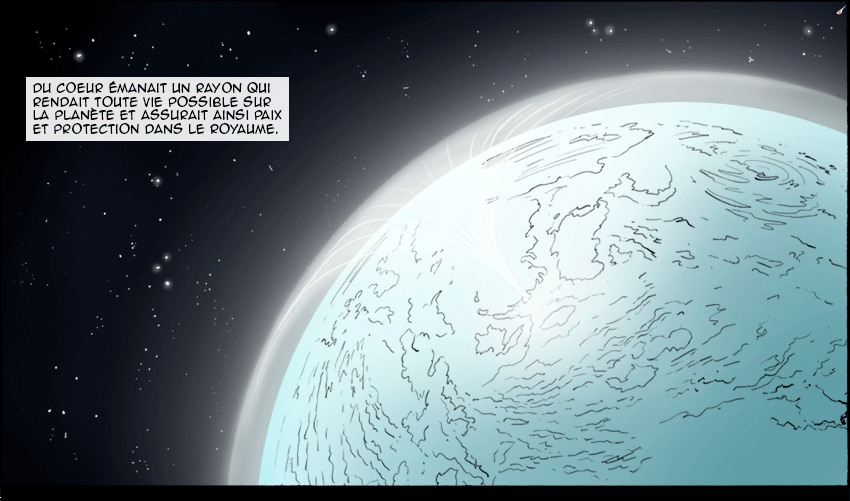 DU COEUR ÉMANAIT UN RAYON QUI
RENDAIT TOUTE VIE POSSIBLE SUR
LA PLANÈTE ET ASSURAIT AINSI PAIX
ET PROTECTION DANS LE ROYAUME.